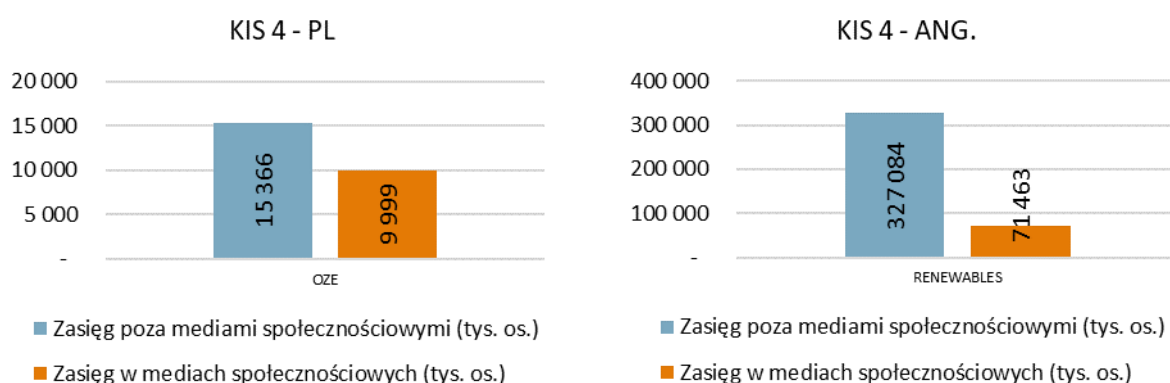 KIS 4 - PL
20 000
15 000
10 000
5 000
-
15 366
9 999
OZE
Zasięg poza mediami społecznościowymi (tys. os.)
Zasięg w mediach społecznościowych (tys. os.)
KIS 4 - ANG.
400 000
300 000
200 000
100 000
-
327 084
71 463
RENEWABLES
Zasięg poza mediami społecznościowymi (tys. os.)
Zasięg w mediach społecznościowych (tys. os.)